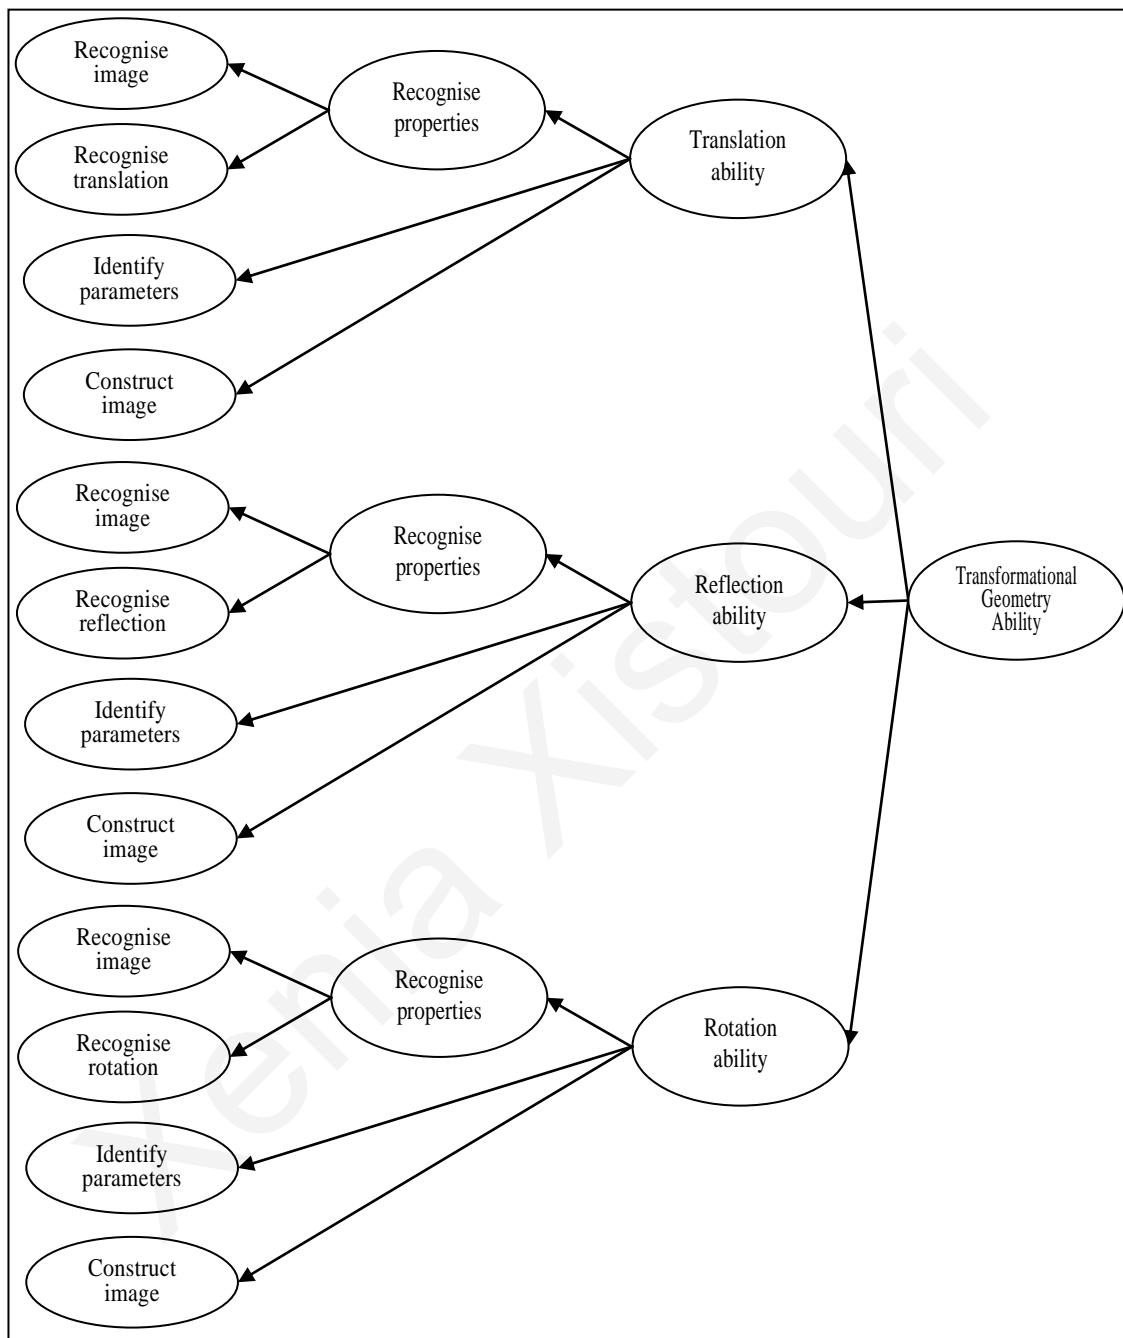 Recognise
image
Recognise
properties
Recognise
translation
Translation
ability
Identify
parameters
Construct
image
Recognise
image
Recognise
properties
Recognise
reflection
Reflection
ability
Transformational
Geometry
Ability
Identify
parameters
Construct
image
Recognise
image
Recognise
properties
Recognise
rotation
Rotation
ability
Identify
parameters
Construct
image
Xenia Xistouri